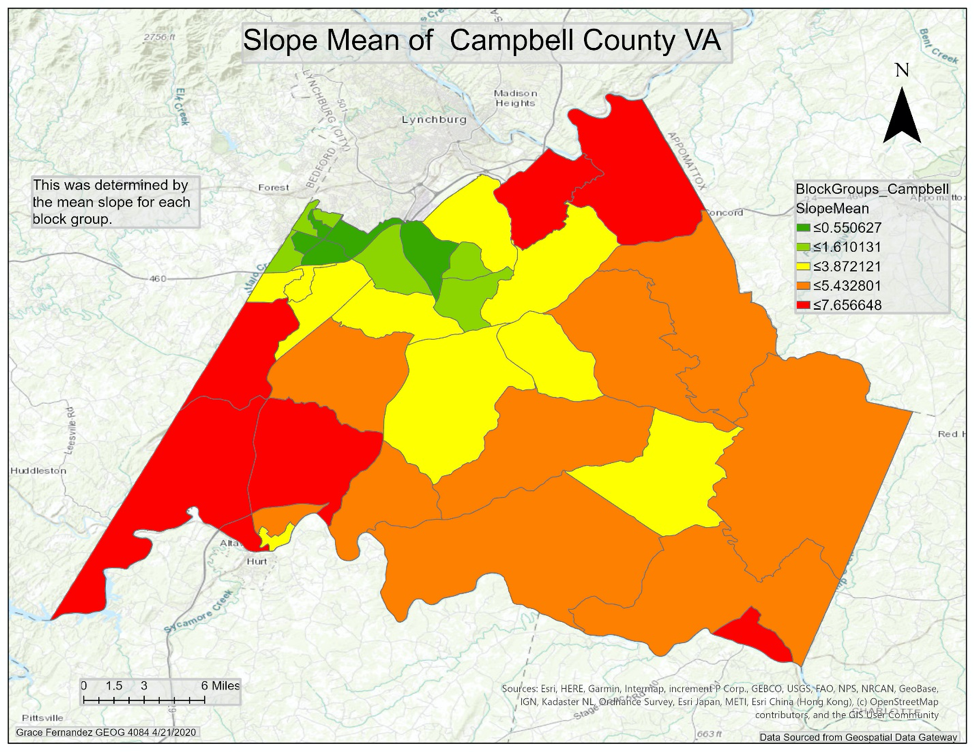 Slope Mean of Campbell County VA
2756 ft
Elk Creek
LYNCHBURG (CITY)
BEDFORD
501
Madison
Heights
Lynchburg
Bent Creek
N
APPOMATTOX
This was determined by
the mean slope for each
block group.
Forest
BlockGroups_Campbell
SlopeMean
≤0.550627
≤1.610131
≤3.872121
≤5.432801
≤7.656648
oncord
Appomattox
460
Leesville Rd
Huddleston
Red H
Alta
Hurt
Sycamore Creek
0 1.5 3 6 Miles
Pittsville
663 ft
Sources: Esri, HERE, Garmin, Intermap, increment P Corp., GEBCO, USGS, FAO, NPS, NRCAN, GeoBase,
IGN, Kadaster NL, Ordnance Survey, Esri Japan, METI, Esri China (Hong Kong), (c) OpenStreetMap
contributors, and the GIS User Community
CHARLOTTE
Grace Fernandez GEOG 4084 4/21/2020
Data Sourced from Geospatial Data Gateway